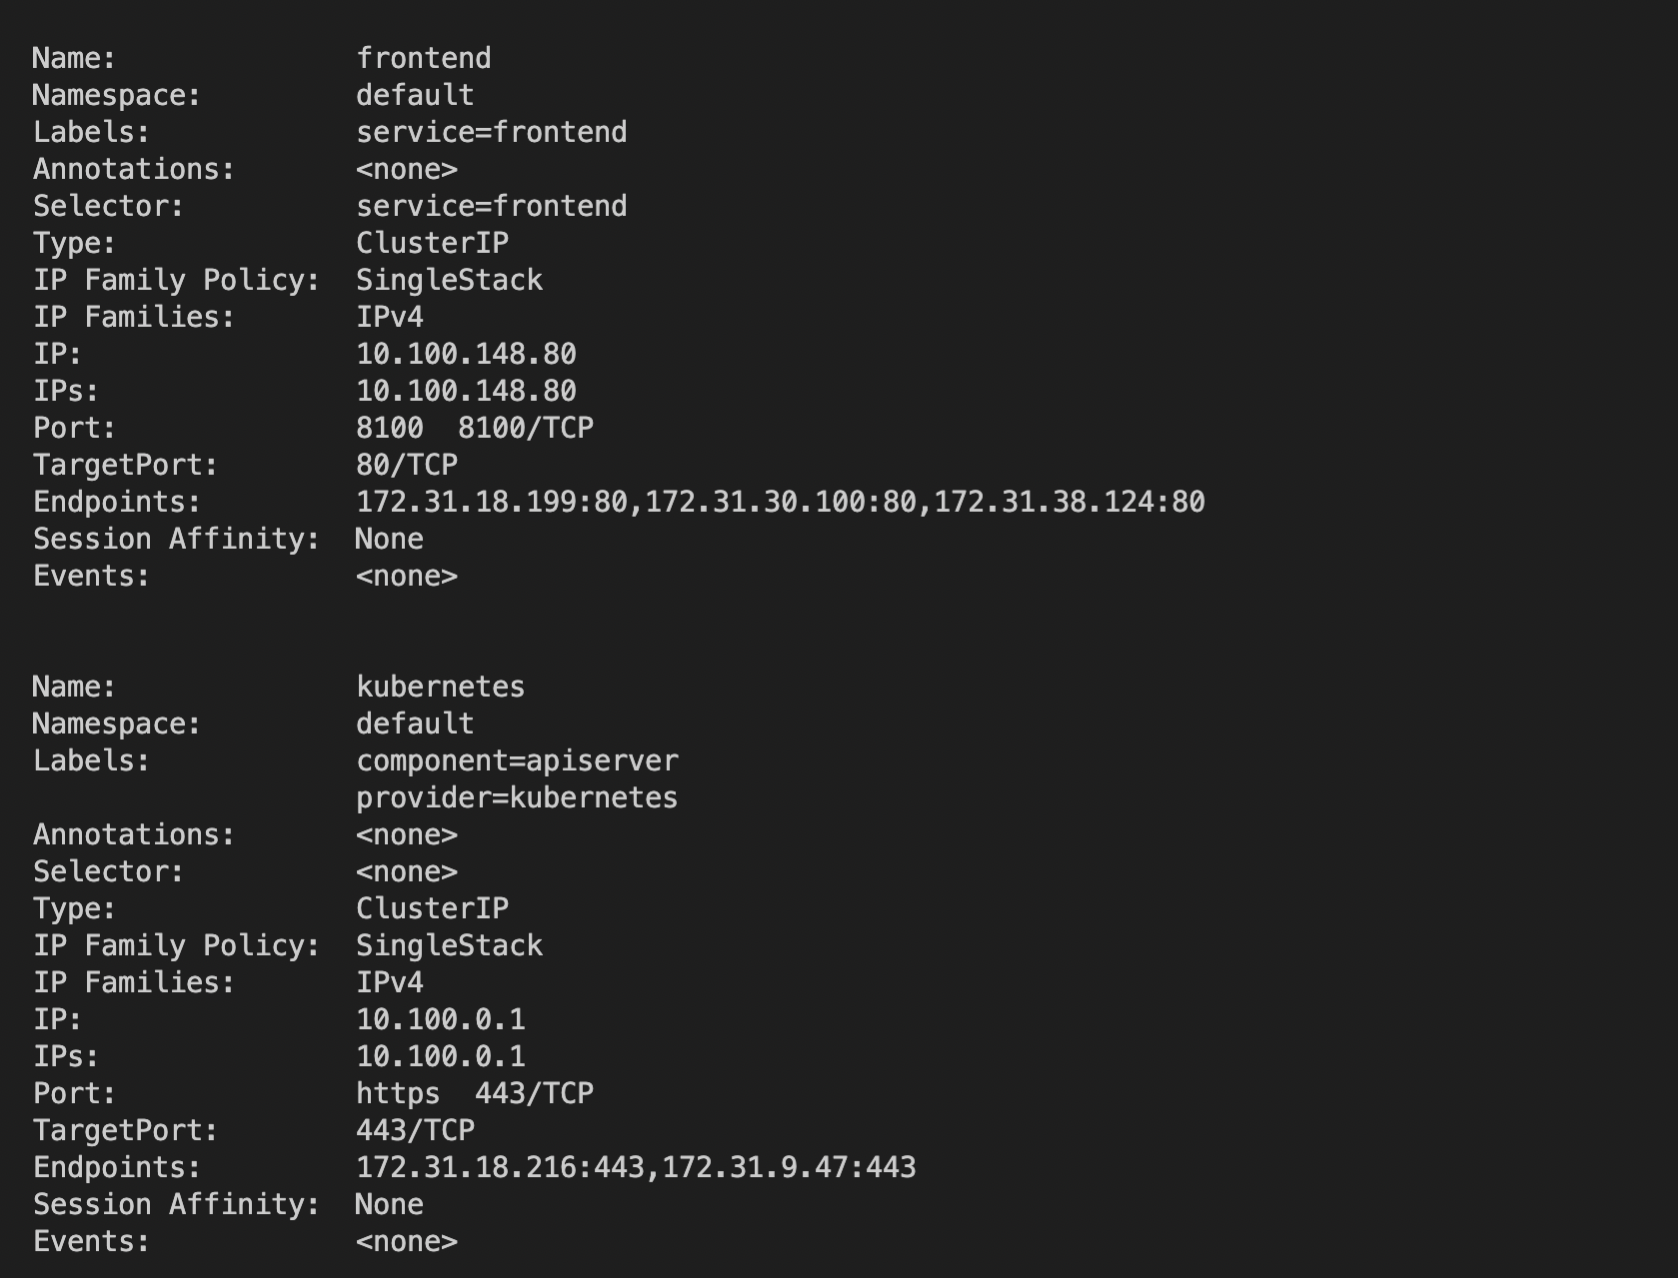 Name:              frontend
Namespace:         default
Labels:            service=frontend
Annotations:       <none>
Selector:          service=frontend
Type:              ClusterIP
IP Family Policy:  SingleStack
IP Families:       IPv4
IP:                10.100.148.80
IPs:               10.100.148.80
Port:              8100  8100/TCP
TargetPort:        80/TCP
Endpoints:         172.31.18.199:80,172.31.30.100:80,172.31.38.124:80
Session Affinity:  None
Events:            <none>

Name:              kubernetes
Namespace:         default
Labels:            component=apiserver
                   provider=kubernetes
Annotations:       <none>
Selector:          <none>
Type:              ClusterIP
IP Family Policy:  SingleStack
IP Families:       IPv4
IP:                10.100.0.1
IPs:               10.100.0.1
Port:              https  443/TCP
TargetPort:        443/TCP
Endpoints:         172.31.18.216:443,172.31.9.47:443
Session Affinity:  None
Events:            <none>